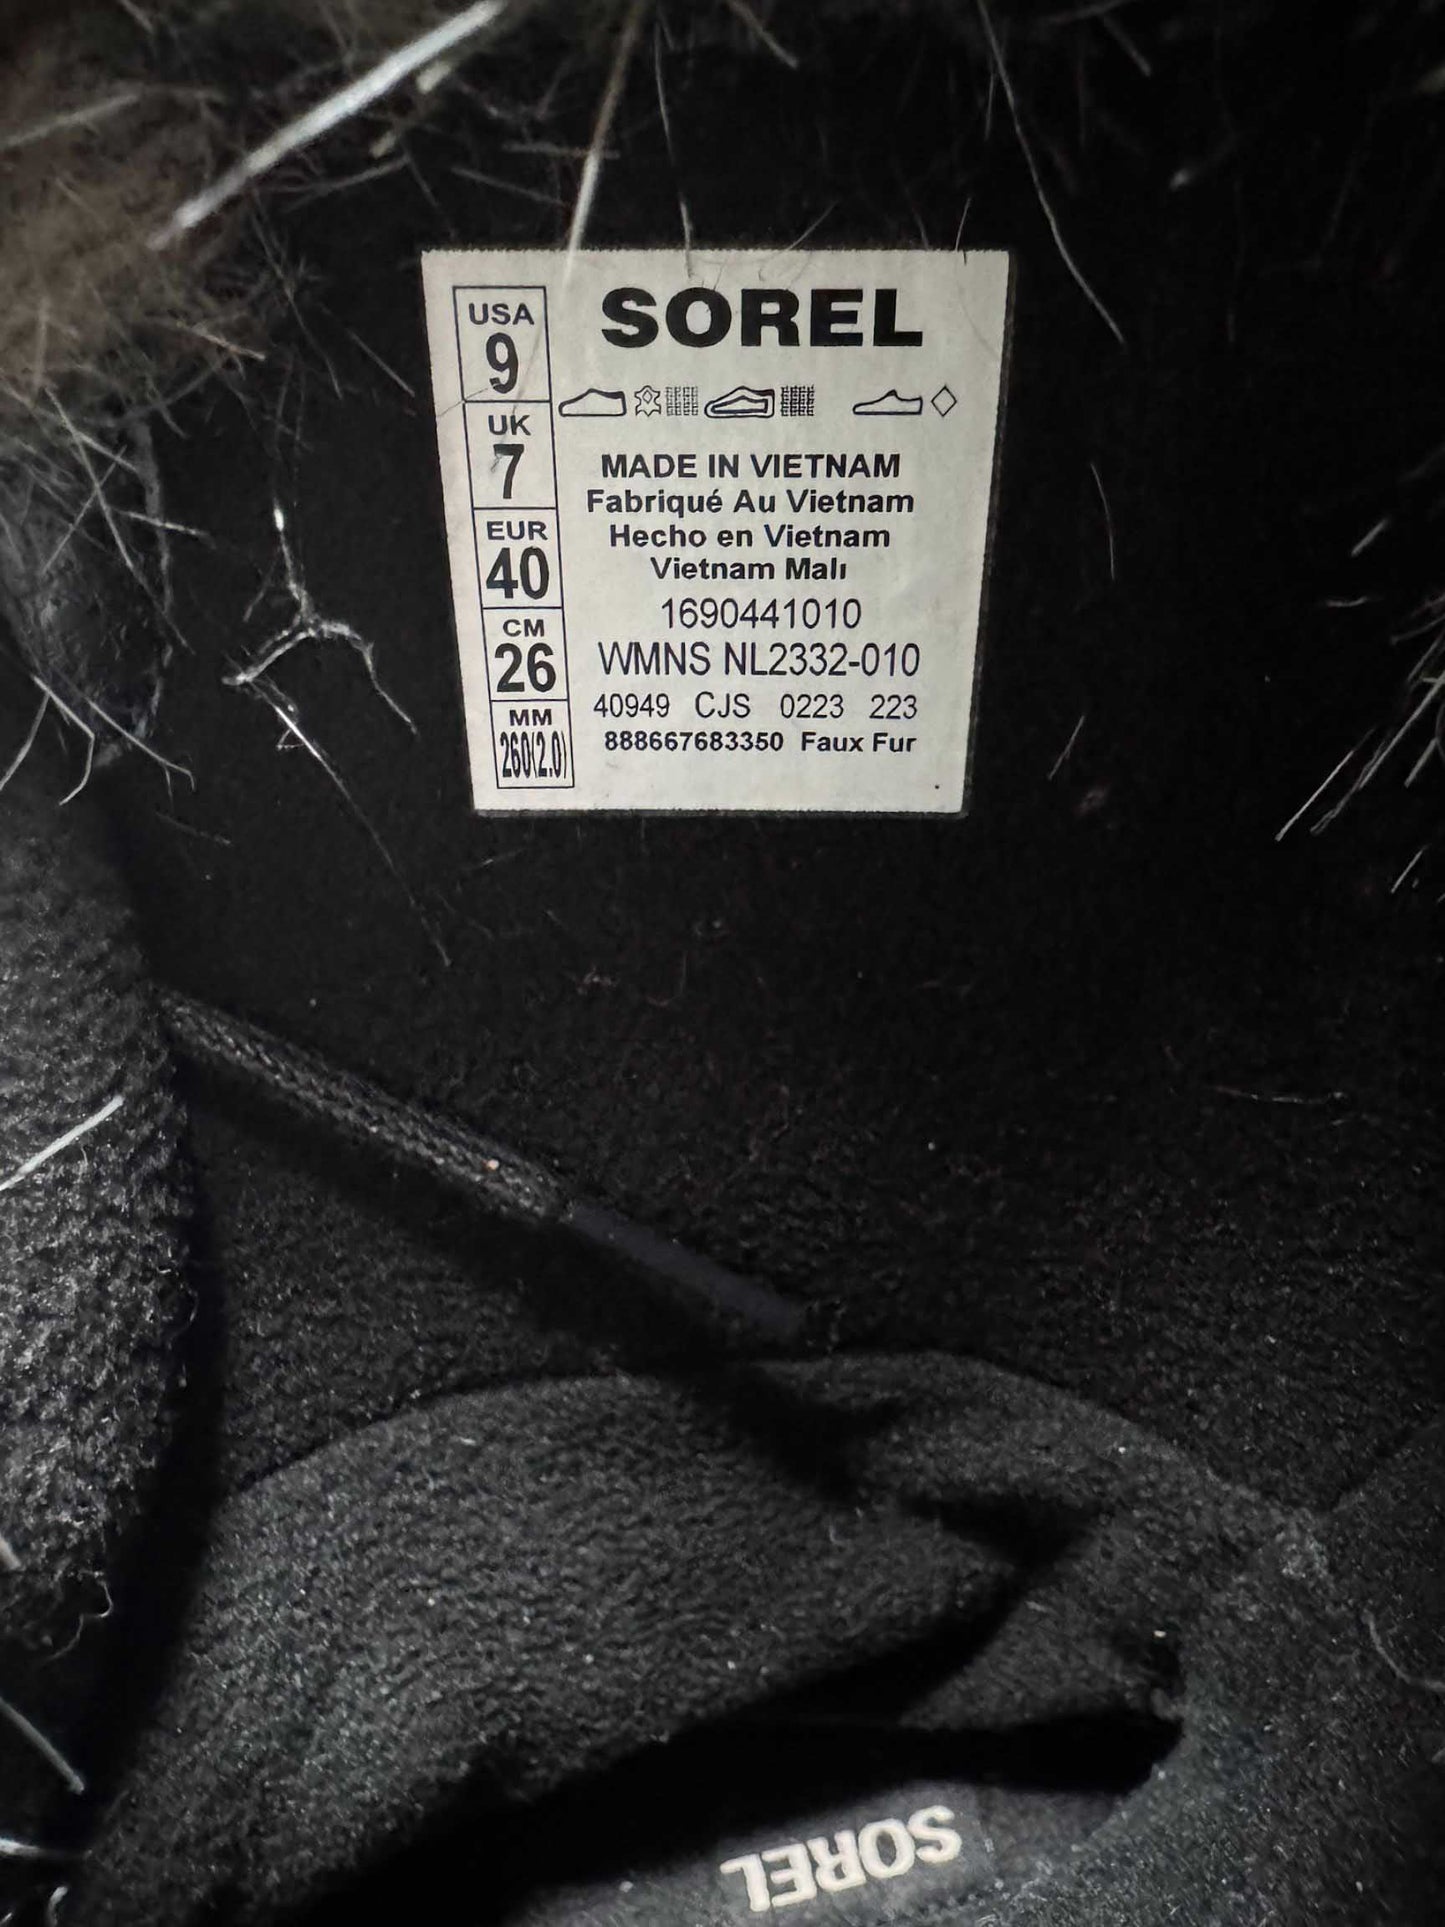 USA
9
UK
7
EUR
40
CM
26
MM
260(2.0)
SOREL
MADE IN VIETNAM
Fabriqué Au Vietnam
Hecho en Vietnam
Vietnam Malı
1690441010
WMNS NL2332-010
40949 CJS 0223 223
888667683350 Faux Fur
SOREL